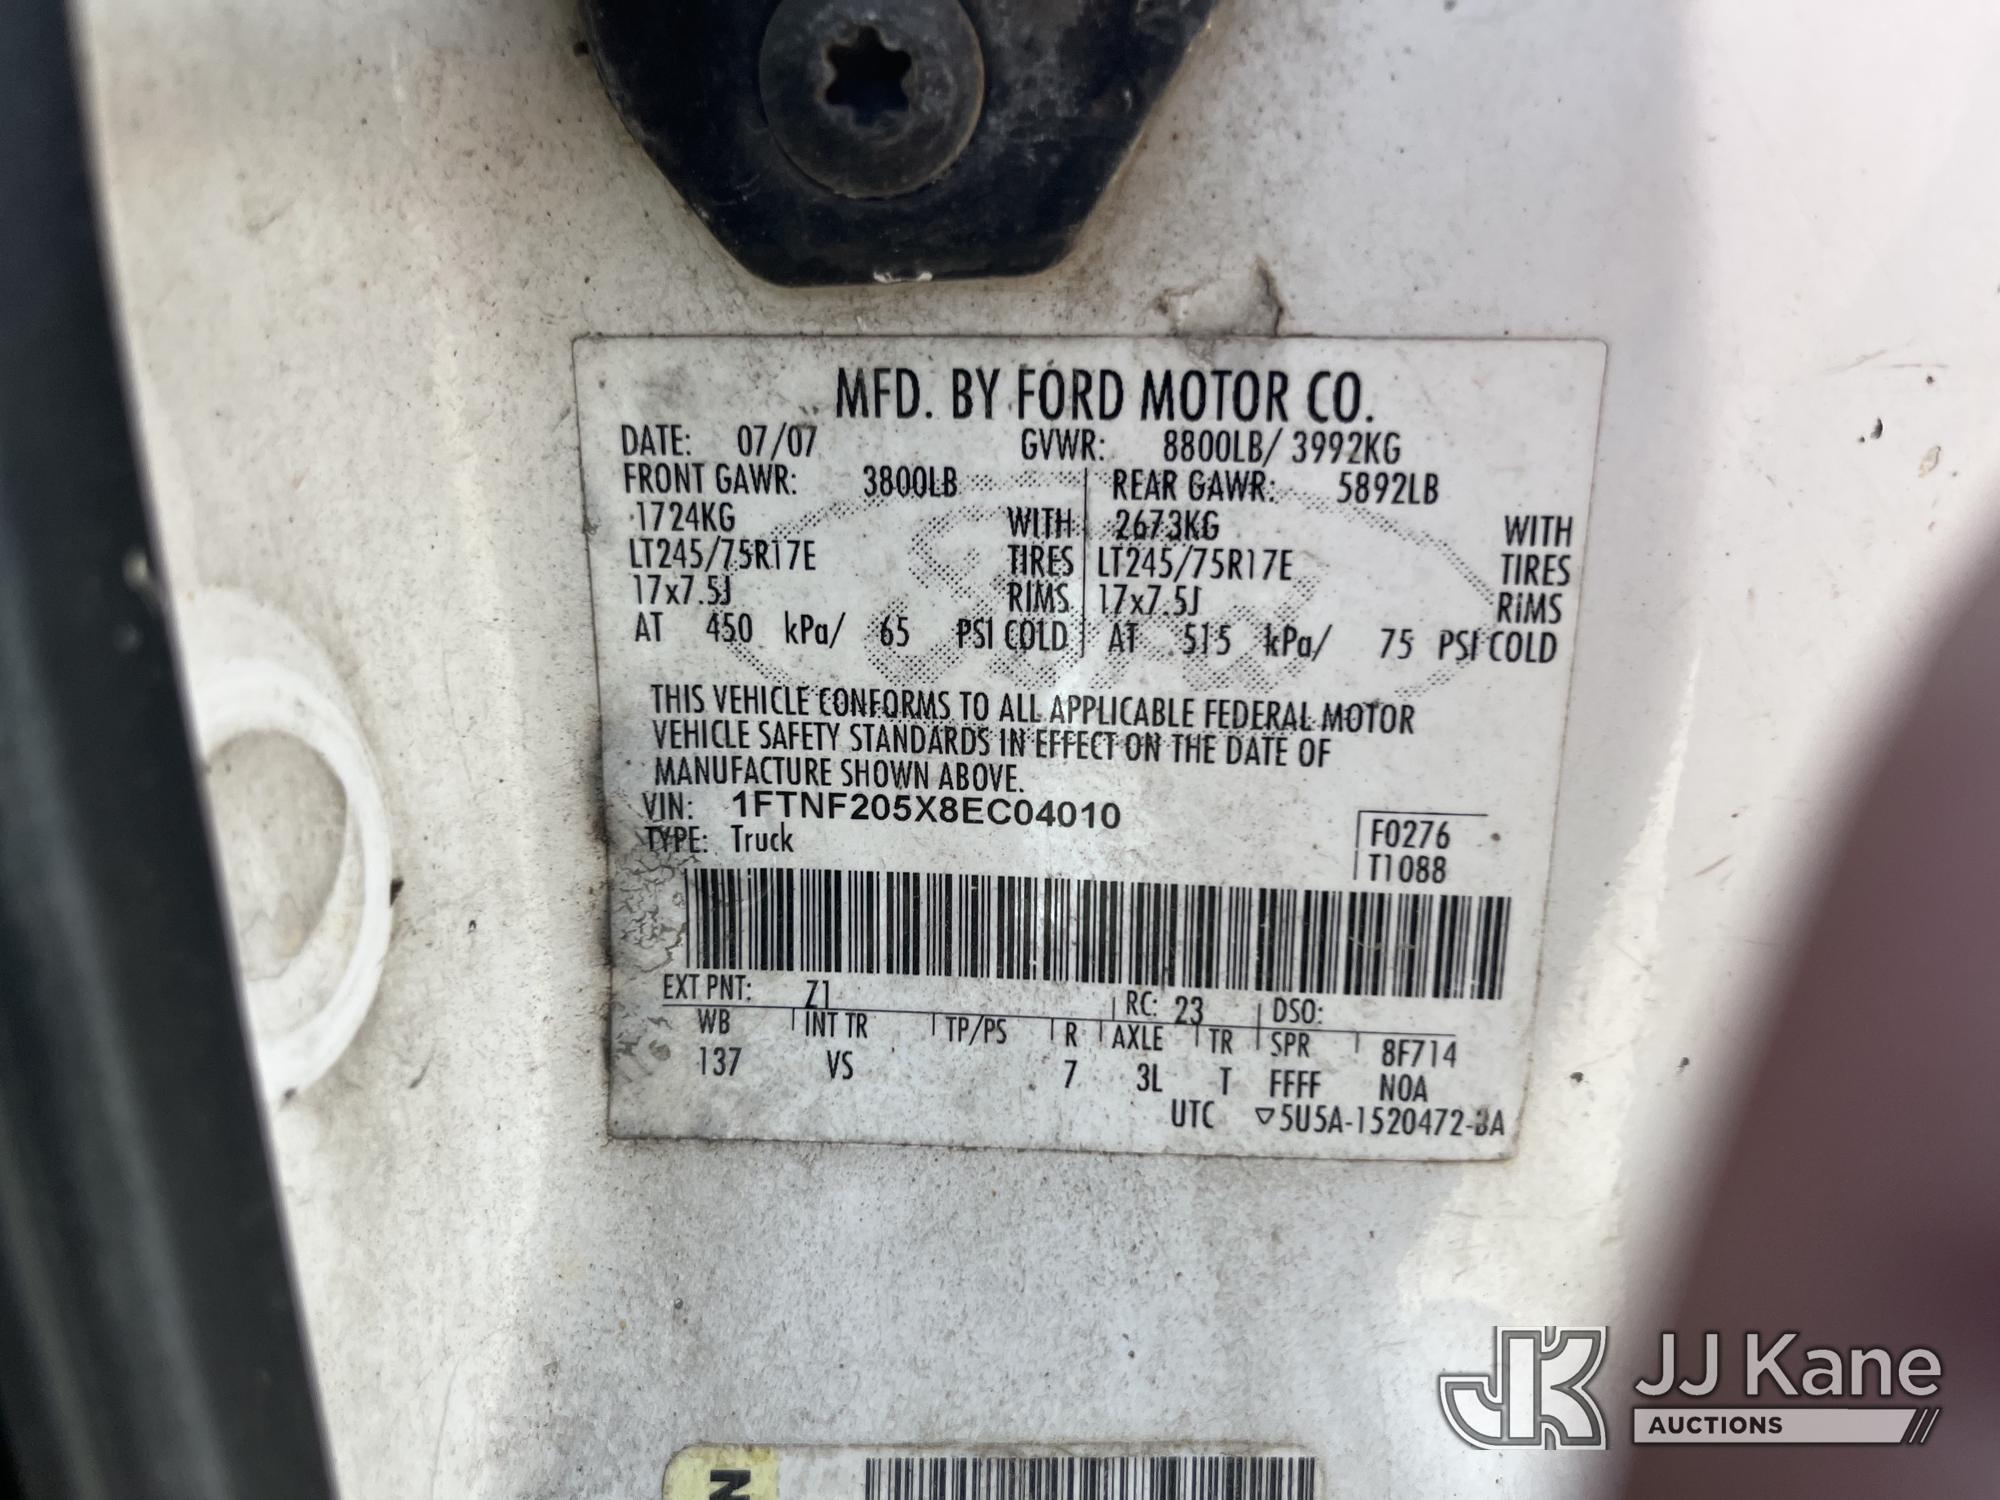 MFD. BY FORD MOTOR CO.
DATE: 07/07 GVWR: 8800LB/ 3992KG
FRONT GAWR: 3800LB REAR GAWR: 5892LB
1724KG WITH 2673KG WITH
LT245/75R17E TIRES LT245/75R17E TIRES
17x7.5J RIMS 17x7.5J RiMS
AT 450 kPa/ 65 PSI COLD AT 515 kPa/ 75 PSI COLD
THIS VEHICLE CONFORMS TO ALL APPLICABLE FEDERAL MOTOR
VEHICLE SAFETY STANDARDS IN EFFECT ON THE DATE OF
MANUFACTURE SHOWN ABOVE.
VIN: 1FTNF205X8EC04010
TYPE: Truck F0276
T1088
EXT PNT: Z1 RC: 23 DSO:
WB INT TR TP/PS R AXLE TR SPR 8F714
137 VS 7 3L T FFFF NOA
UTC ▽5U5A-1520472-BA
N
JK JJ Kane
AUCTIONS